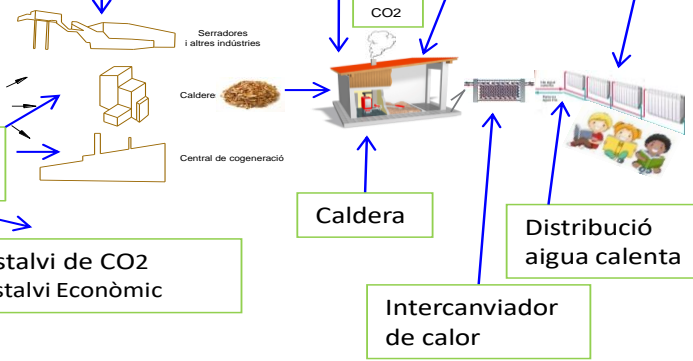 CO2
Serradores
i altres indústries
Caldere
Central de cogeneració
Caldera
Distribució
aigua calenta
stalvi de CO2
stalvi Econòmic
Intercanviador
de calor